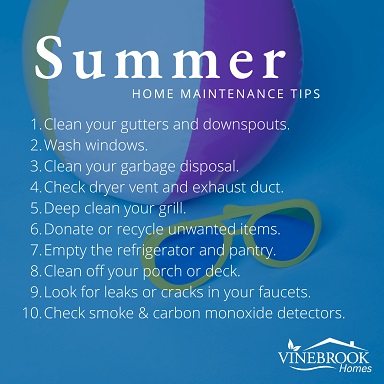 Summer
HOME MAINTENANCE TIPS
1. Clean your gutters and downspouts.
2. Wash windows.
3. Clean your garbage disposal.
4. Check dryer vent and exhaust duct.
5. Deep clean your grill.
6. Donate or recycle unwanted items.
7. Empty the refrigerator and pantry.
8. Clean off your porch or deck.
9. Look for leaks or cracks in your faucets.
10. Check smoke & carbon monoxide detectors.
VINEBROOK
Homes